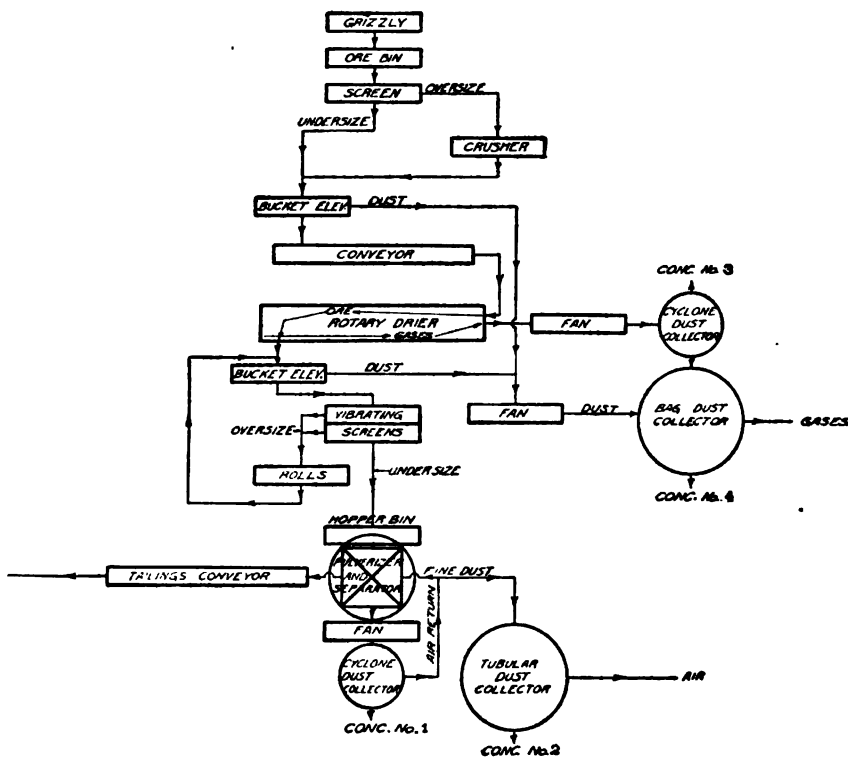 GRIZZLY
ORE BIN
SCREEN
OVERSIZE
UNDERSIZE
CRUSHER
BUCKET ELEV.
DUST
CONVEYOR
CONC. No. 3
ORE
ROTARY DRIER
GASES
FAN
CYCLONE
DUST
COLLECTOR
BUCKET ELEV.
DUST
VIBRATING
SCREENS
OVERSIZE
FAN
DUST
BAG DUST
COLLECTOR
GASES
ROLLS
UNDERSIZE
CONC. No. 4
HOPPER BIN
TAILINGS CONVEYOR
PULVERIZER
AND
SEPARATOR
FINE DUST
FAN
AIR RETURN
CYCLONE
DUST
COLLECTOR
TUBULAR
DUST
COLLECTOR
AIR
CONC. No. 1
CONC No. 2